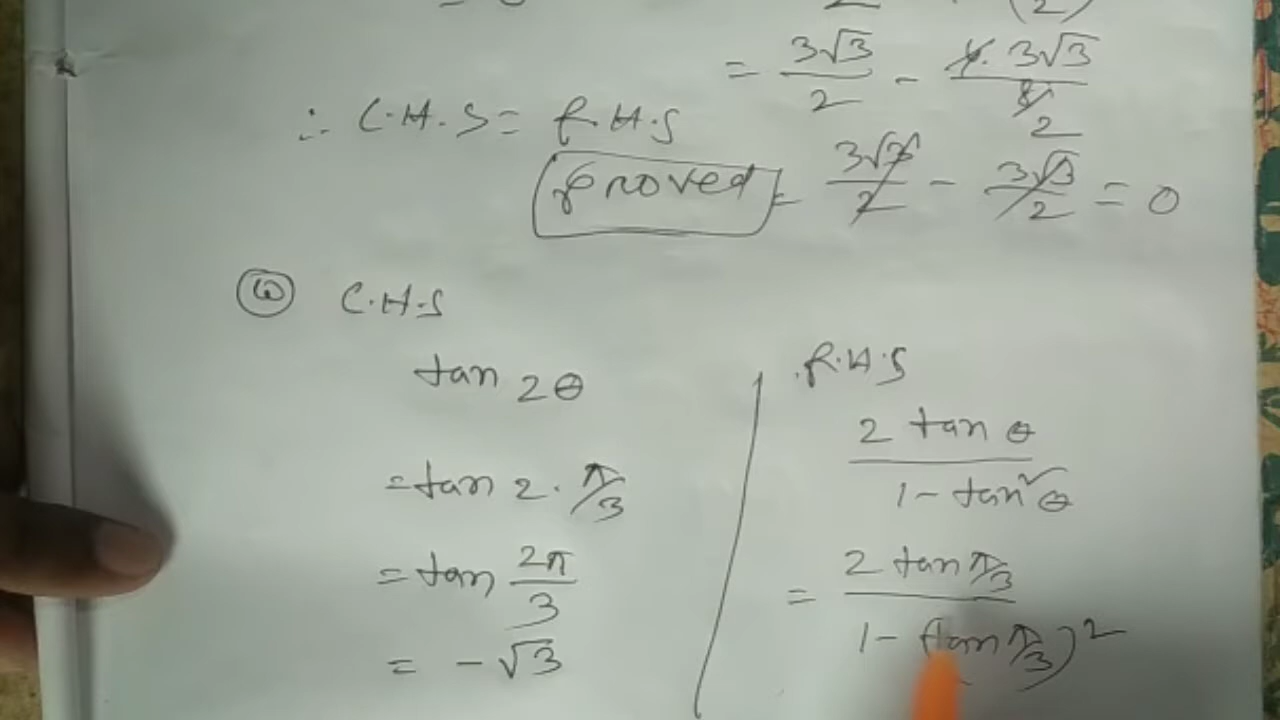 = 3√3/2 - 4.3√3/8/2
∴ L.H.S = R.H.S
Proved = 3√3/2 - 3√3/2 = 0
L.H.S
tan 2θ
= tan 2 . π/3
= tan 2π/3
= -√3
R.H.S
2 tan θ / 1 - tan²θ
= 2 tan π/3 / 1 - (tan π/3)²